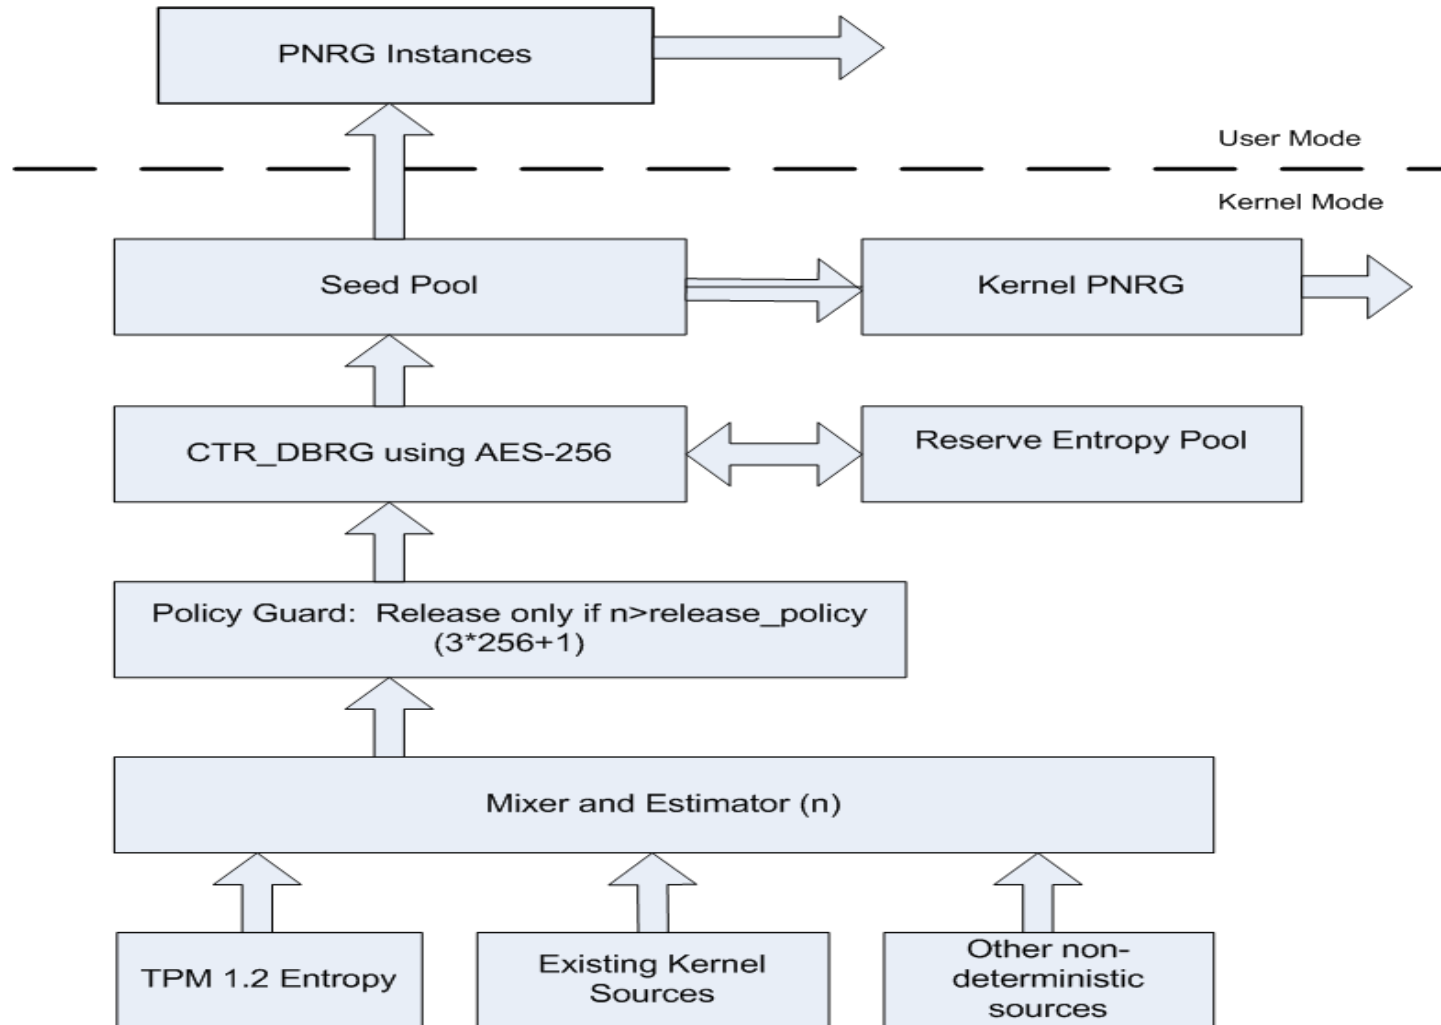 PNRG Instances
User Mode
Kernel Mode
Seed Pool
Kernel PNRG
CTR_DBRG using AES-256
Reserve Entropy Pool
Policy Guard:  Release only if n>release_policy
(3*256+1)
Mixer and Estimator (n)
TPM 1.2 Entropy
Existing Kernel
Sources
Other non-
deterministic
sources